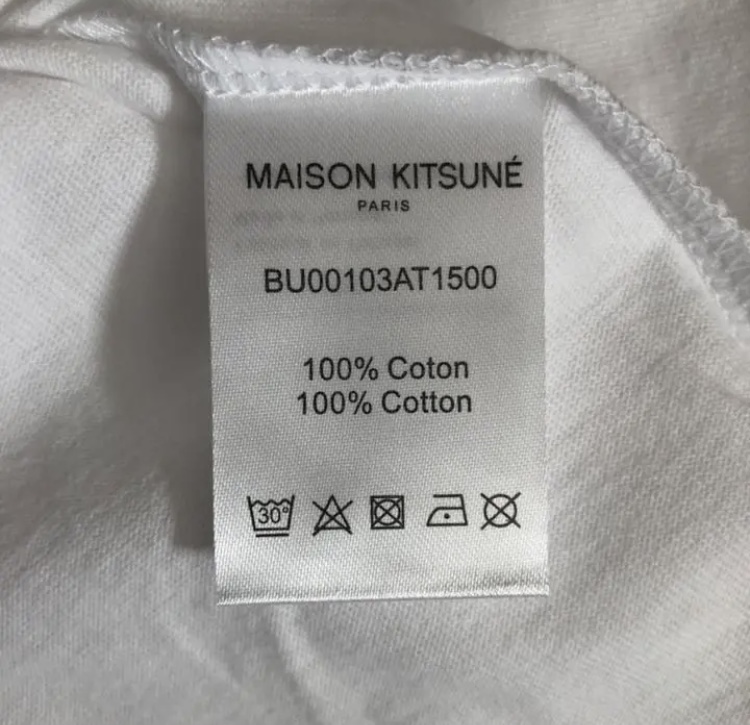 MAISON KITSUNÉ
PARIS
BU00103AT1500
100% Coton
100% Cotton
30°